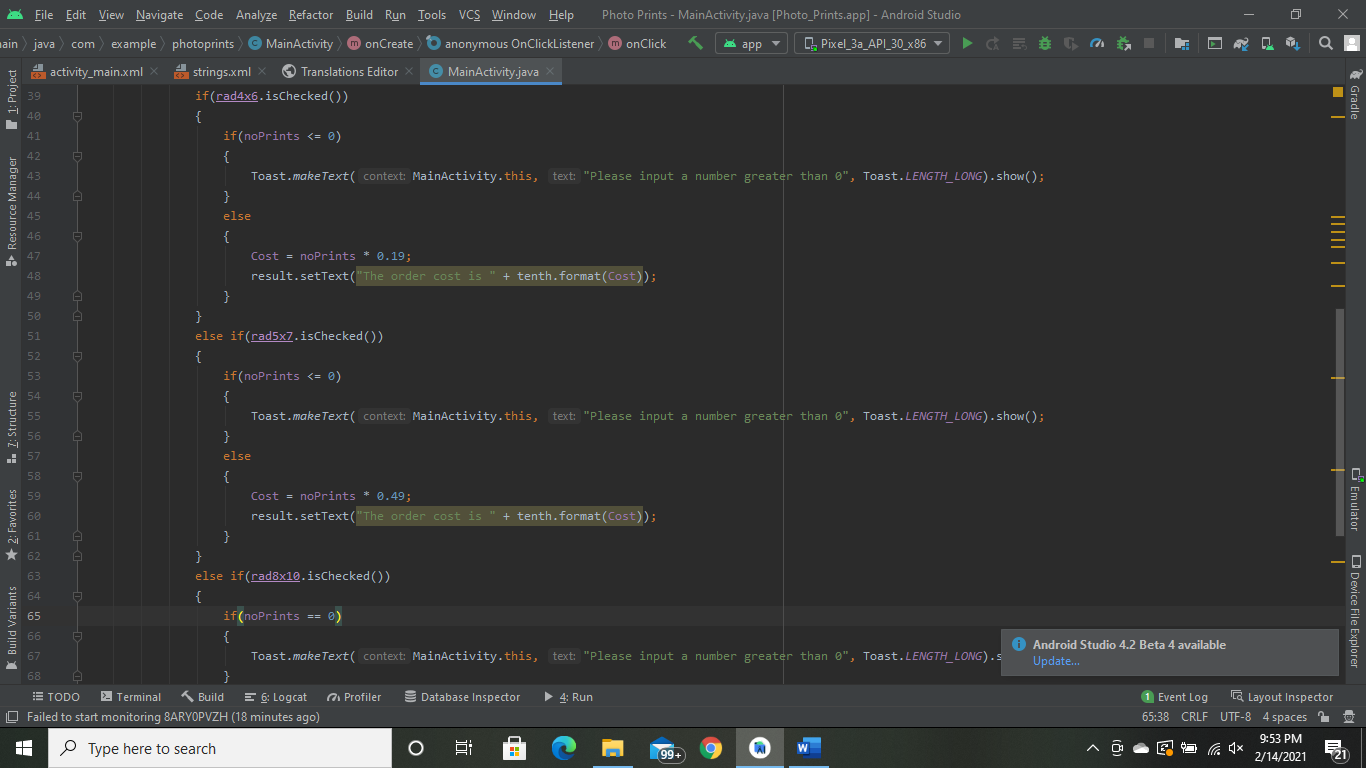 File Edit View Navigate Code Analyze Refactor Build Run Tools VCS Window Help Photo Prints - MainActivity.java [Photo_Prints.app] - Android Studio
ain java com example photoprints MainActivity onCreate anonymous OnClickListener onClick app Pixel_3a_API_30_x86
activity_main.xml strings.xml Translations Editor MainActivity.java
1: Project
Resource Manager
7: Structure
2: Favorites
Build Variants
39 if(rad4x6.isChecked())
40 {
41 if(noPrints <= 0)
42 {
43 Toast.makeText( context: MainActivity.this, text: "Please input a number greater than 0", Toast.LENGTH_LONG).show();
44 }
45 else
46 {
47 Cost = noPrints * 0.19;
48 result.setText("The order cost is " + tenth.format(Cost));
49 }
50 }
51 else if(rad5x7.isChecked())
52 {
53 if(noPrints <= 0)
54 {
55 Toast.makeText( context: MainActivity.this, text: "Please input a number greater than 0", Toast.LENGTH_LONG).show();
56 }
57 else
58 {
59 Cost = noPrints * 0.49;
60 result.setText("The order cost is " + tenth.format(Cost));
61 }
62 }
63 else if(rad8x10.isChecked())
64 {
65 if(noPrints == 0)
66 {
67 Toast.makeText( context: MainActivity.this, text: "Please input a number greater than 0", Toast.LENGTH_LONG).s
68 }
Gradle
Emulator
Device File Explorer
Android Studio 4.2 Beta 4 available
Update...
TODO Terminal Build 6: Logcat Profiler Database Inspector 4: Run 1 Event Log Layout Inspector
Failed to start monitoring 8ARY0PVZH (18 minutes ago) 65:38 CRLF UTF-8 4 spaces
Type here to search 99+ W 9:53 PM
2/14/2021 21